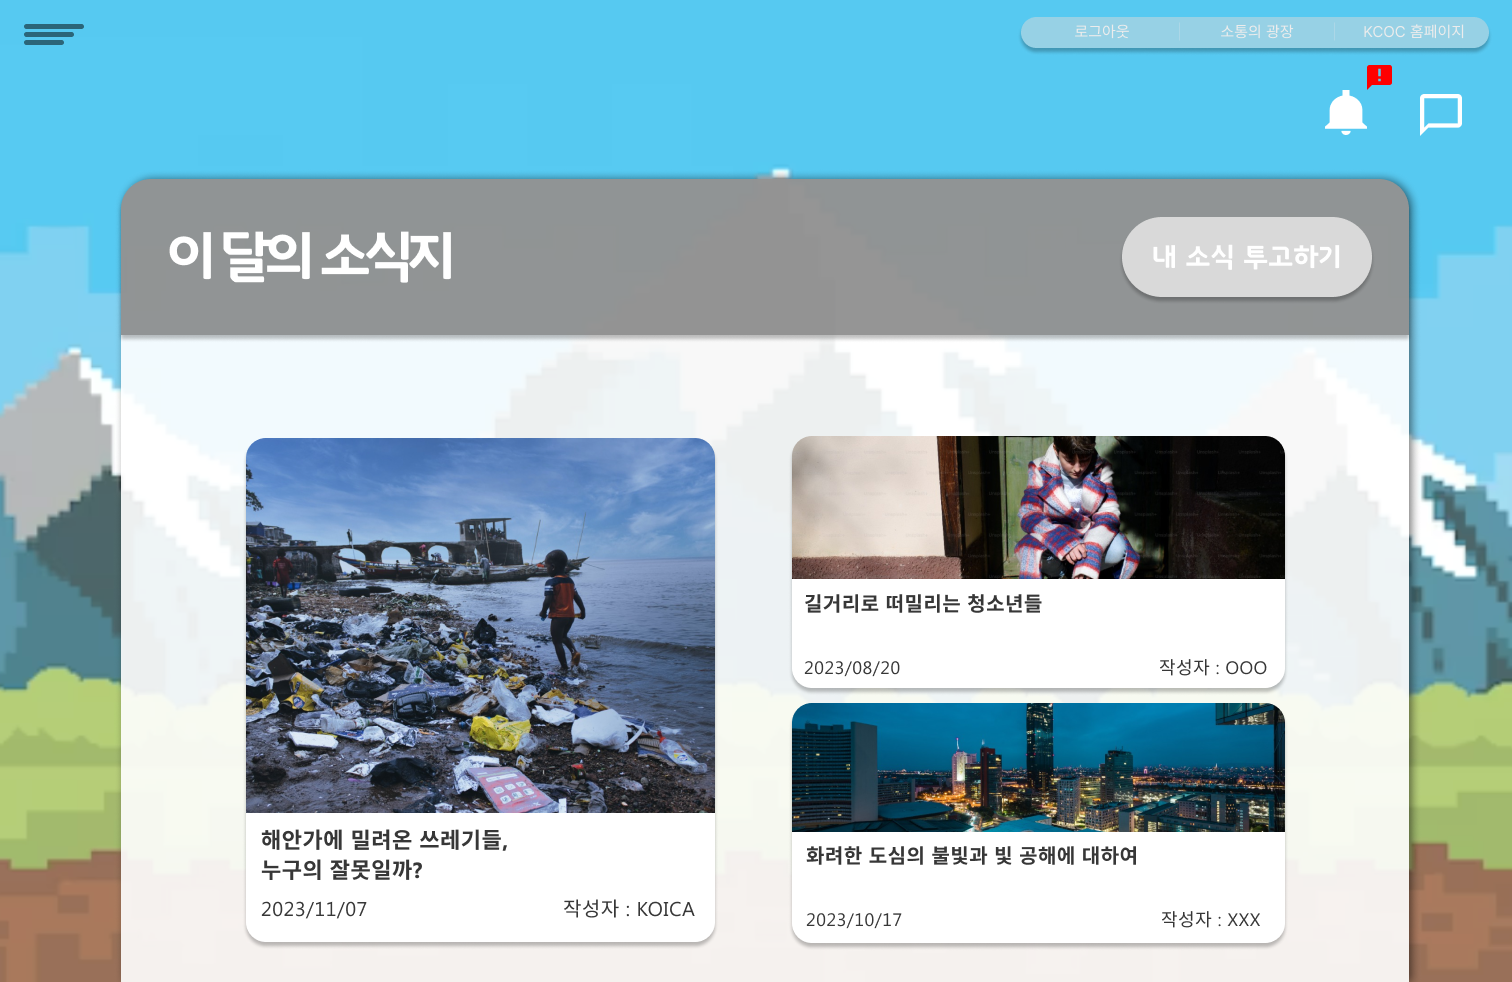 로그아웃
소통의 광장
KCOC 홈페이지
!
이 달의 소식지
내 소식 투고하기
해안가에 밀려온 쓰레기들,
누구의 잘못일까?
2023/11/07
작성자 : KOICA
길거리로 떠밀리는 청소년들
2023/08/20
작성자 : OOO
화려한 도심의 불빛과 빛 공해에 대하여
2023/10/17
작성자 : XXX